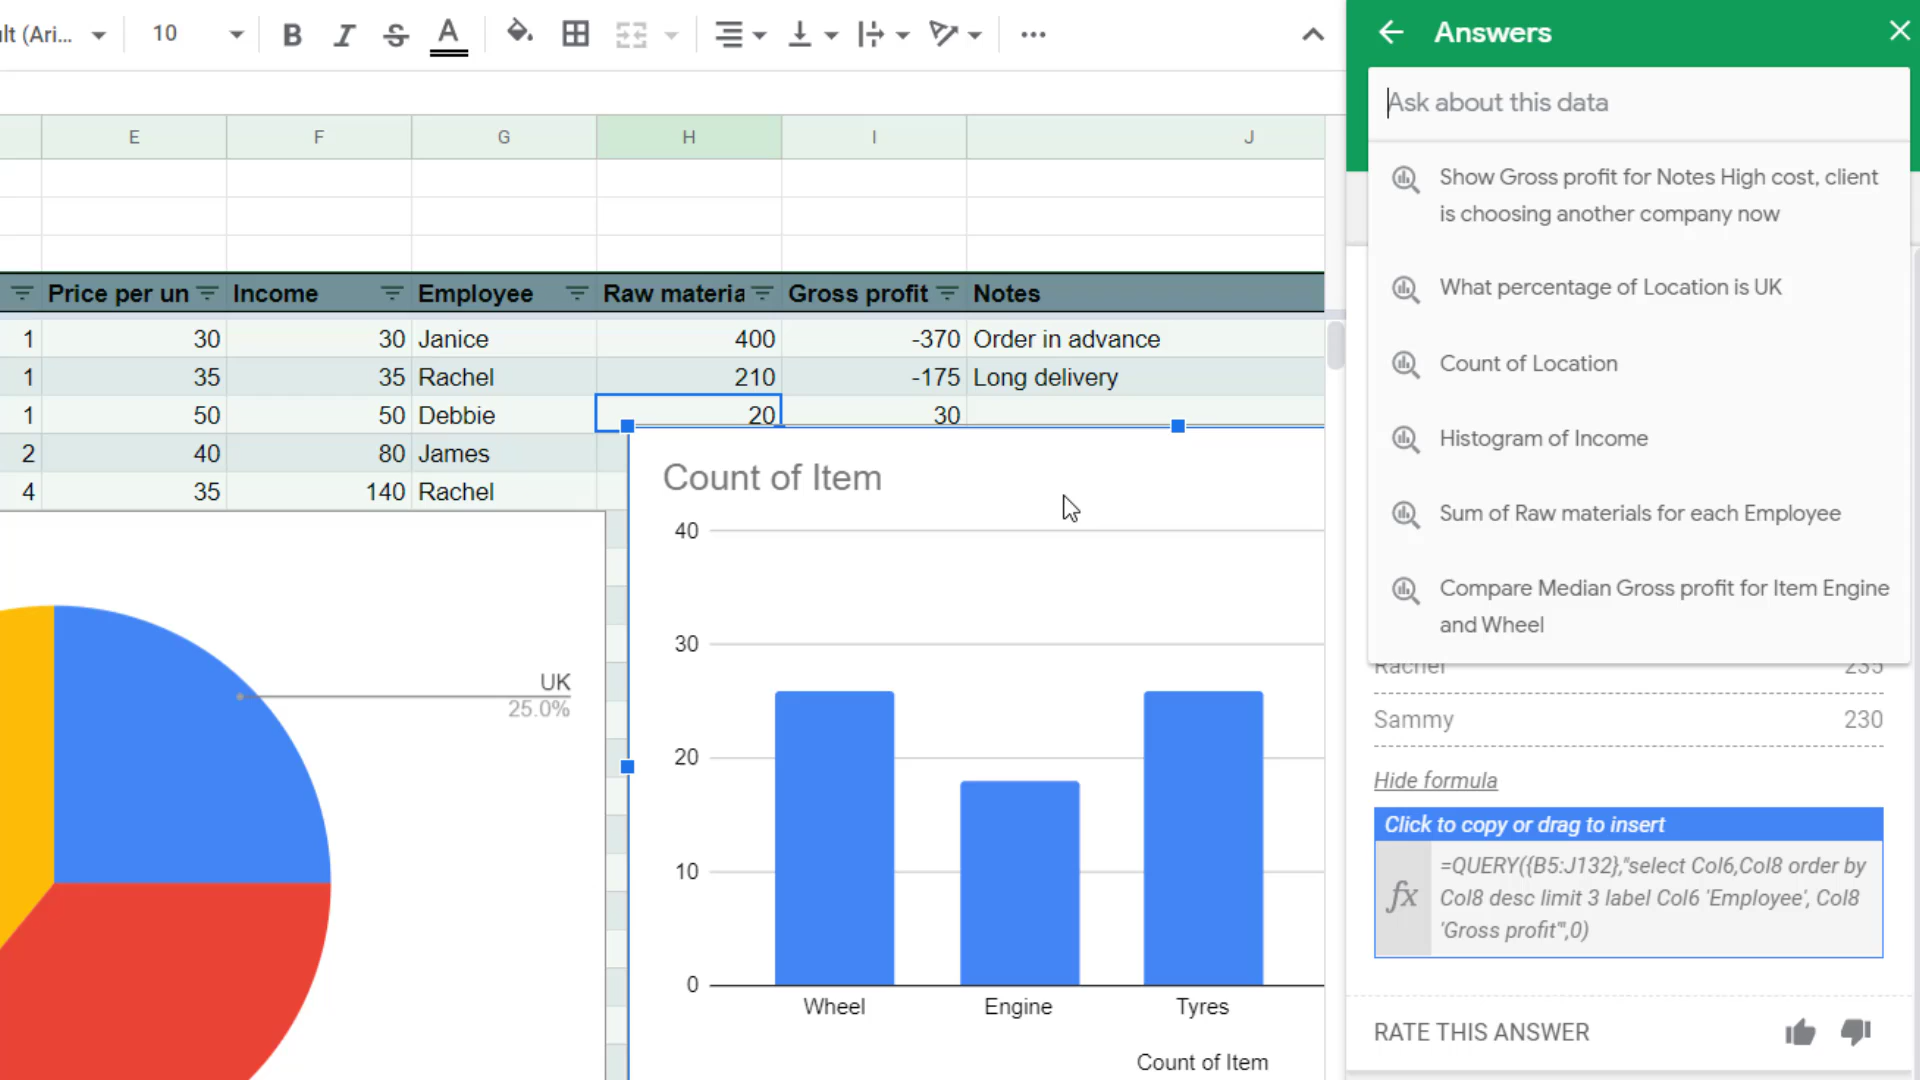 lt (Ari...
10
B
I
S
A
Answers
Ask about this data
E
F
G
H
I
J
Show Gross profit for Notes High cost, client
is choosing another company now
What percentage of Location is UK
Count of Location
Histogram of Income
Sum of Raw materials for each Employee
Compare Median Gross profit for Item Engine
and Wheel
Price per un
Income
Employee
Raw materia
Gross profit
Notes
1 30 30 Janice 400 -370 Order in advance
1 35 35 Rachel 210 -175 Long delivery
1 50 50 Debbie 20 30
2 40 80 James
4 35 140 Rachel
UK
25.0%
Count of Item
40
30
20
10
0
Wheel
Engine
Tyres
Count of Item
Rachel 235
Sammy 230
Hide formula
Click to copy or drag to insert
fx
=QUERY({B5:J132},"select Col6,Col8 order by
Col8 desc limit 3 label Col6 'Employee', Col8
'Gross profit'",0)
RATE THIS ANSWER